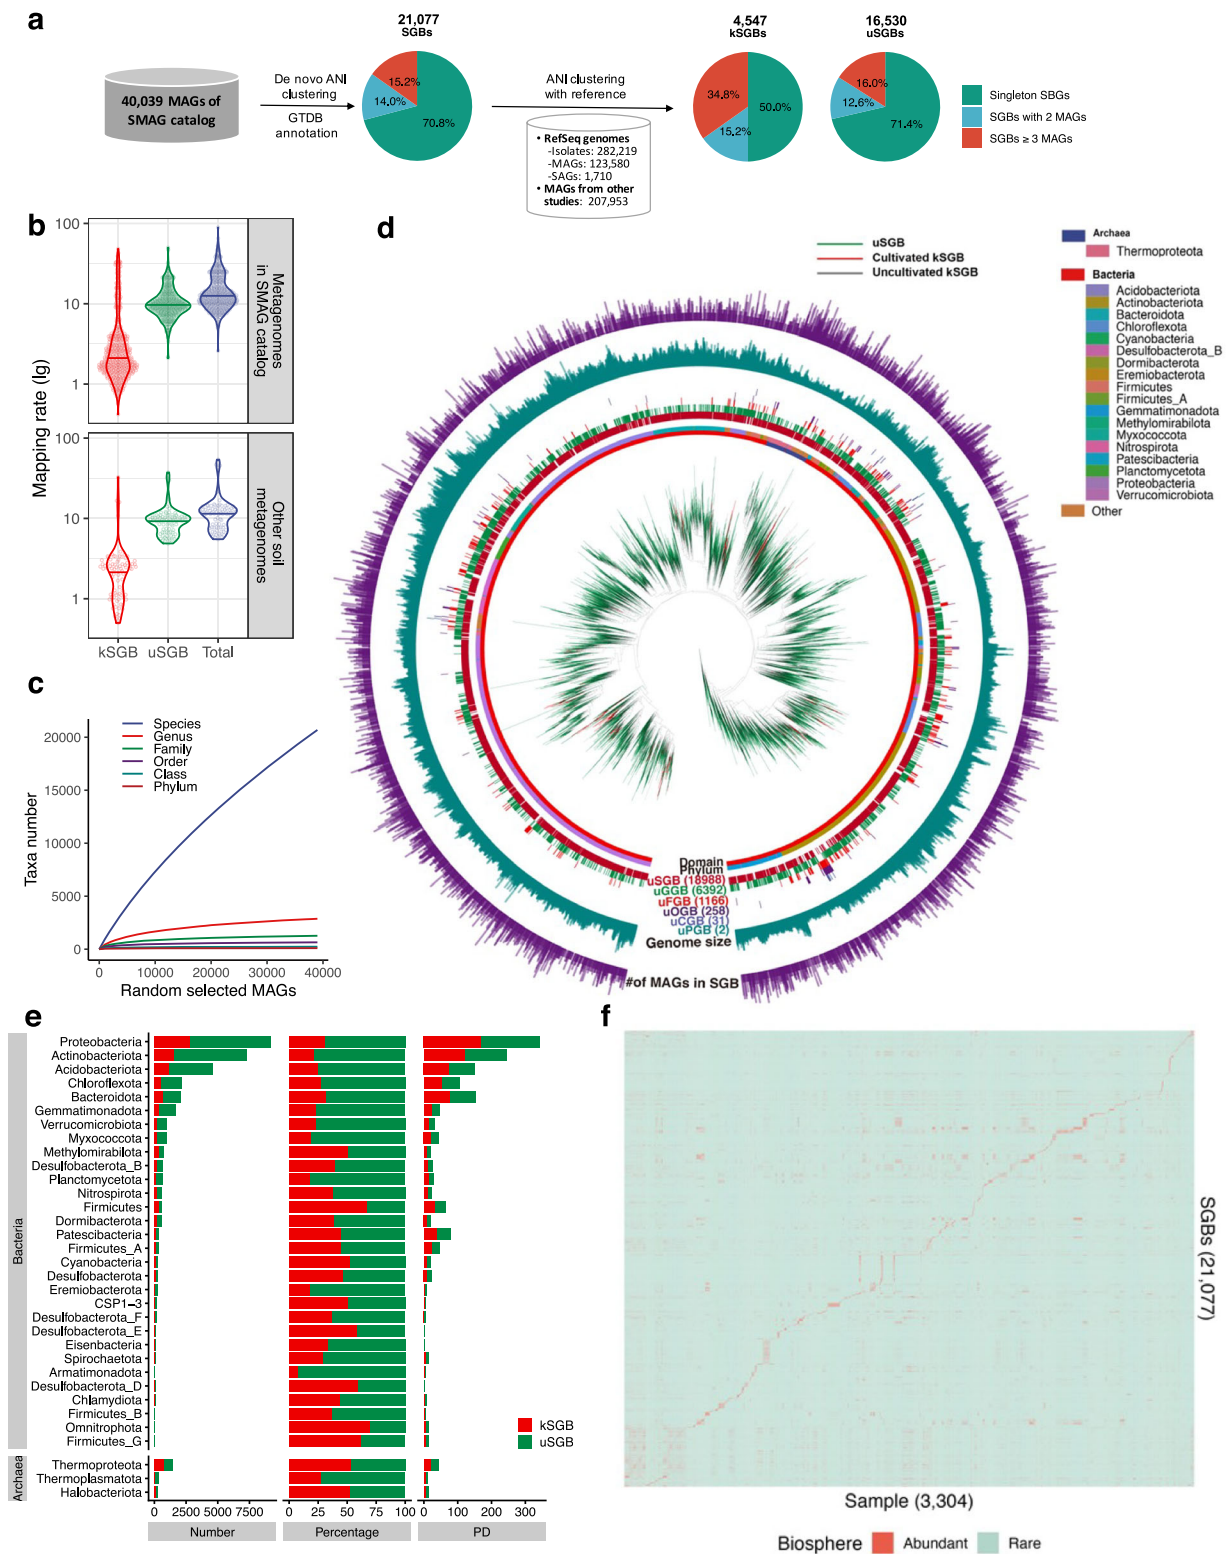 a
21,077
SGBs
4,547
kSGBs
16,530
uSGBs
40,039 MAGs of
SMAG catalog
De novo ANI
clustering
GTDB
annotation
15.2%
14.0%
70.8%
ANI clustering
with reference
• RefSeq genomes
-Isolates: 282,219
-MAGs: 123,580
-SAGs: 1,710
• MAGs from other
studies: 207,953
34.8%
50.0%
15.2%
16.0%
12.6%
71.4%
Singleton SBGs
SGBs with 2 MAGs
SGBs ≥ 3 MAGs
b
Mapping rate (lg)
100
10
1
100
10
1
Metagenomes
in SMAG catalog
Other soil
metagenomes
kSGB
uSGB
Total
c
Taxa number
20000
15000
10000
5000
0
Species
Genus
Family
Order
Class
Phylum
0
10000
20000
30000
40000
Random selected MAGs
d
uSGB
Cultivated kSGB
Uncultivated kSGB
Archaea
Thermoproteota
Bacteria
Acidobacteriota
Actinobacteriota
Bacteroidota
Chloroflexota
Cyanobacteria
Desulfobacterota_B
Dormibacterota
Eremiobacterota
Firmicutes
Firmicutes_A
Gemmatimonadota
Methylomirabilota
Myxococcota
Nitrospirota
Patescibacteria
Planctomycetota
Proteobacteria
Verrucomicrobiota
Other
Domain
Phylum
uSGB (18988)
uGGB (6392)
uFGB (1166)
uOGB (258)
uCGB (31)
uPGB (2)
Genome size
#of MAGs in SGB
e
Bacteria
Proteobacteria
Actinobacteriota
Acidobacteriota
Chloroflexota
Bacteroidota
Gemmatimonadota
Verrucomicrobiota
Myxococcota
Methylomirabilota
Desulfobacterota_B
Planctomycetota
Nitrospirota
Firmicutes
Dormibacterota
Patescibacteria
Firmicutes_A
Cyanobacteria
Desulfobacterota
Eremiobacterota
CSP1–3
Desulfobacterota_F
Desulfobacterota_E
Eisenbacteria
Spirochaetota
Armatimonadota
Desulfobacterota_D
Chlamydiota
Firmicutes_B
Omnitrophota
Firmicutes_G
Archaea
Thermoproteota
Thermoplasmatota
Halobacteriota
kSGB
uSGB
0 2500 5000 7500
Number
0 25 50 75 100
Percentage
0 100 200 300
PD
f
SGBs (21,077)
Sample (3,304)
Biosphere
Abundant
Rare